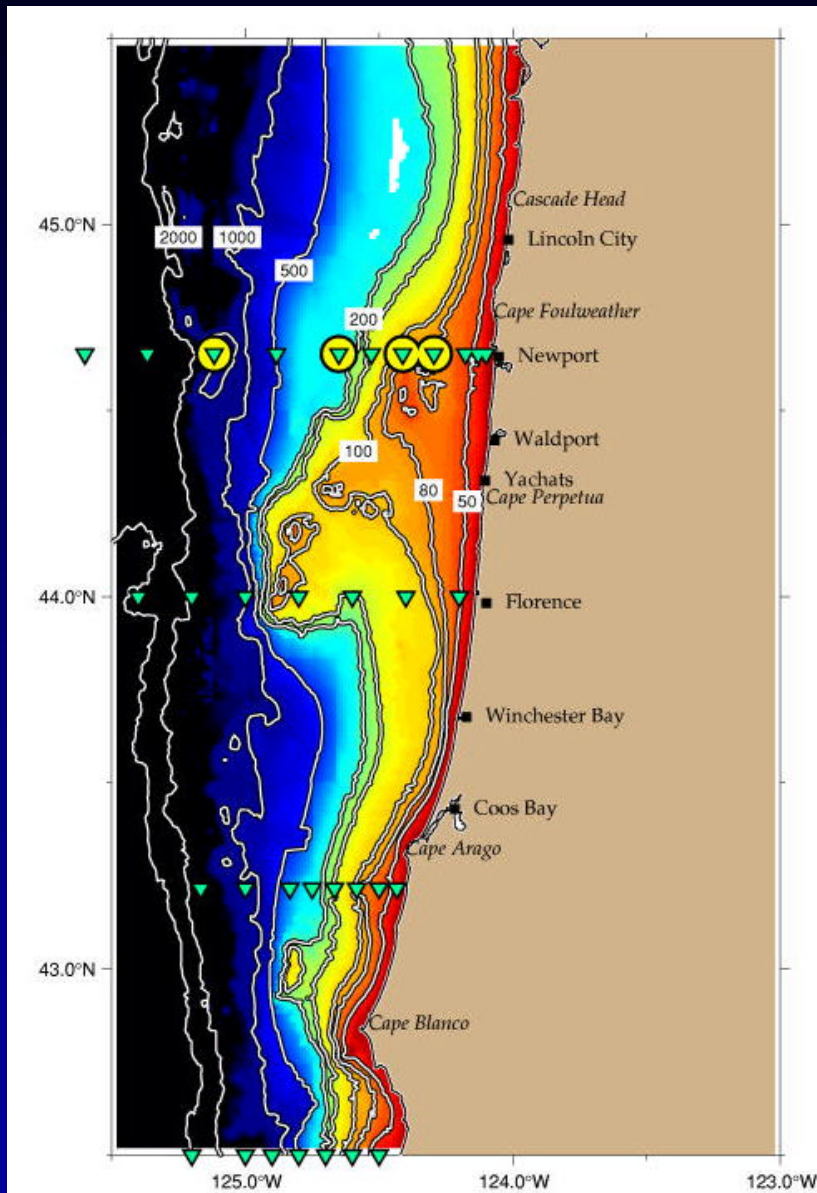 Cascade Head
45.0°N
2000 1000
Lincoln City
500
Cape Foulweather
200
Newport
Waldport
100
Yachats
80
50
Cape Perpetua
44.0°N
Florence
Winchester Bay
Coos Bay
Cape Arago
43.0°N
Cape Blanco
125.0°W 124.0°W 123.0°W